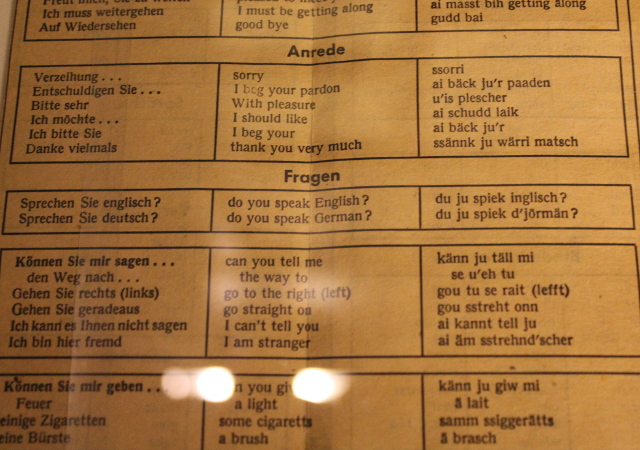 Ich muss weitergehen I must be getting along ai masst bih getting along
Auf Wiedersehen good bye gudd bai
Anrede
Verzeihung . . . sorry ssorri
Entschuldigen Sie . . . I beg your pardon ai bäck ju'r paaden
Bitte sehr With pleasure u'is plescher
Ich möchte . . . I should like ai schudd laik
Ich bitte Sie I beg your ai bäck ju'r
Danke vielmals thank you very much ssännk ju wärri matsch
Fragen
Sprechen Sie englisch? do you speak English? du ju spiek inglisch?
Sprechen Sie deutsch? do you speak German? du ju spiek d'jörmän?
Können Sie mir sagen . . . can you tell me känn ju täll mi
den Weg nach . . . the way to se u'eh tu
Gehen Sie rechts (links) go to the right (left) gou tu se rait (lefft)
Gehen Sie geradeaus go straight on gou sstreht onn
Ich kann es Ihnen nicht sagen I can't tell you ai kannt tell ju
Ich bin hier fremd I am stranger ai äm sstrehnd'scher
Können Sie mir geben . . you känn ju giw mi
Feuer a light ä lait
einige Zigaretten some cigaretts samm ssiggerätts
eine Bürste a brush ä brasch